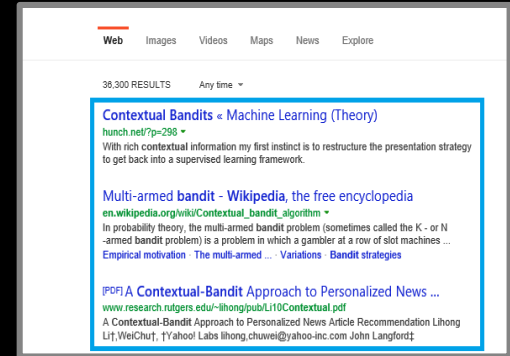 Web Images Videos Maps News Explore
36,300 RESULTS Any time
Contextual Bandits « Machine Learning (Theory)
hunch.net/?p=298
With rich contextual information my first instinct is to restructure the presentation strategy
to get back into a supervised learning framework.
Multi-armed bandit - Wikipedia, the free encyclopedia
en.wikipedia.org/wiki/Contextual_bandit_algorithm
In probability theory, the multi-armed bandit problem (sometimes called the K - or N
-armed bandit problem) is a problem in which a gambler at a row of slot machines ...
Empirical motivation · The multi-armed ... · Variations · Bandit strategies
[PDF] A Contextual-Bandit Approach to Personalized News ...
www.research.rutgers.edu/~lihong/pub/Li10Contextual.pdf
A Contextual-Bandit Approach to Personalized News Article Recommendation Lihong
Li†,WeiChu†, †Yahoo! Labs lihong,chuwei@yahoo-inc.com John Langford‡